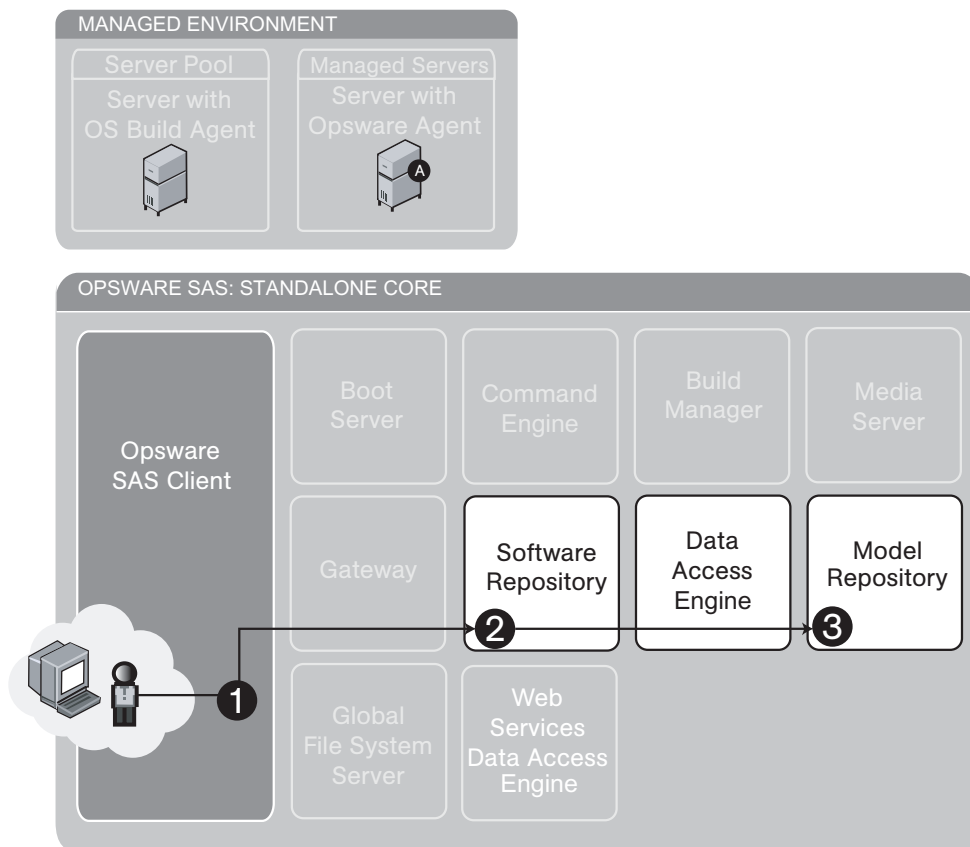 MANAGED ENVIRONMENT
Server Pool
Server with
OS Build Agent
Managed Servers
Server with
Opsware Agent
A
OPSWARE SAS: STANDALONE CORE
Opsware
SAS Client
Boot
Server
Command
Engine
Build
Manager
Media
Server
Gateway
Software
Repository
Data
Access
Engine
Model
Repository
1
2
3
Global
File System
Server
Web
Services
Data Access
Engine